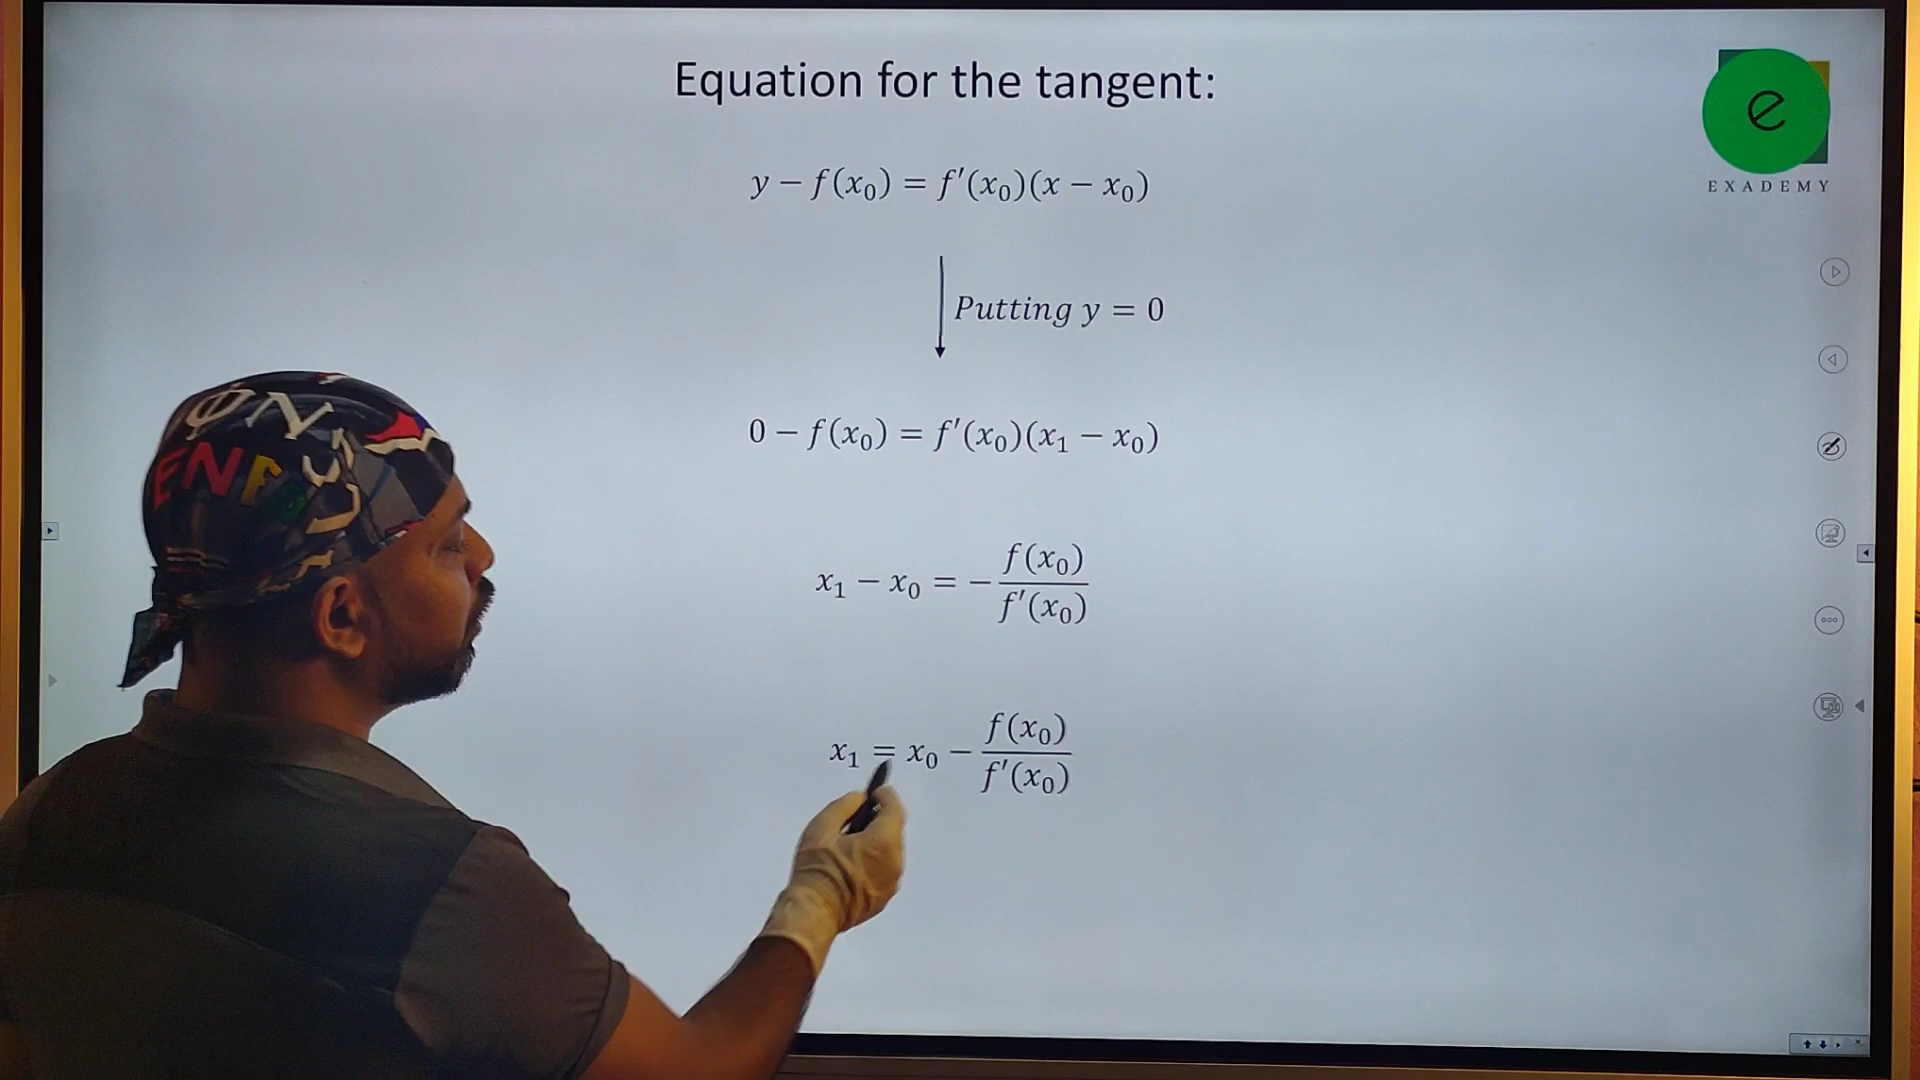 Equation for the tangent:
e
EXADEMY
y − f(x₀) = f′(x₀)(x − x₀)
Putting y = 0
0 − f(x₀) = f′(x₀)(x₁ − x₀)
x₁ − x₀ = − f(x₀) / f′(x₀)
x₁ = x₀ − f(x₀) / f′(x₀)